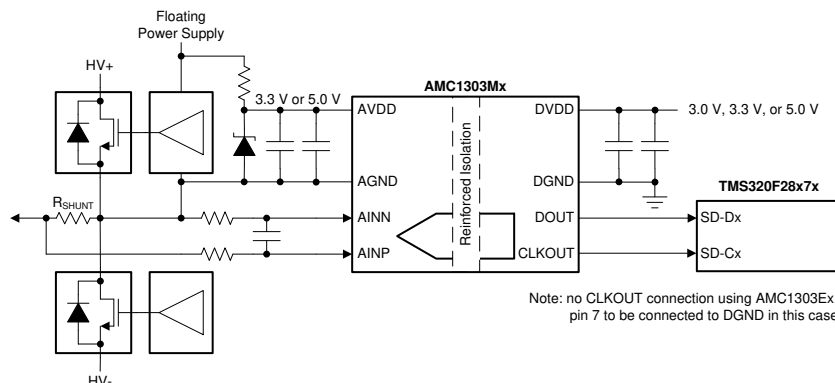 Floating
Power Supply
HV+
3.3 V or 5.0 V
AMC1303Mx
AVDD
DVDD
3.0 V, 3.3 V, or 5.0 V
Reinforced Isolation
AGND
DGND
TMS320F28x7x
RSHUNT
AINN
DOUT
SD-Dx
AINP
CLKOUT
SD-Cx
Note: no CLKOUT connection using AMC1303Ex
pin 7 to be connected to DGND in this case
HV-